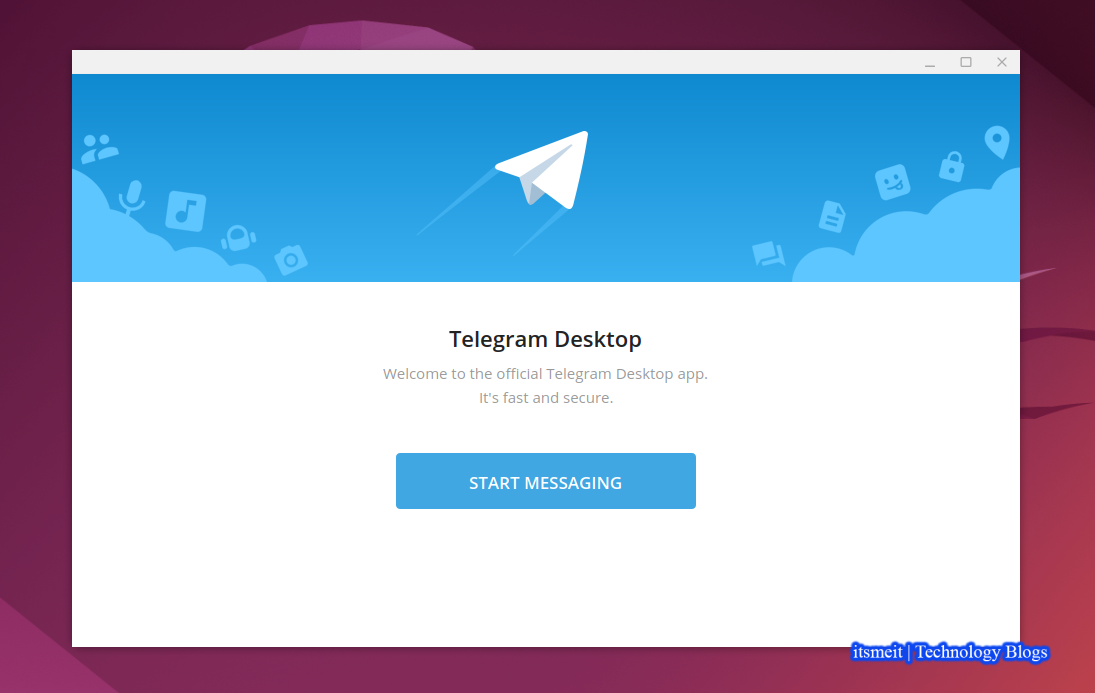 Telegram Desktop
Welcome to the official Telegram Desktop app.
It's fast and secure.
START MESSAGING
itsmeit | Technology Blogs